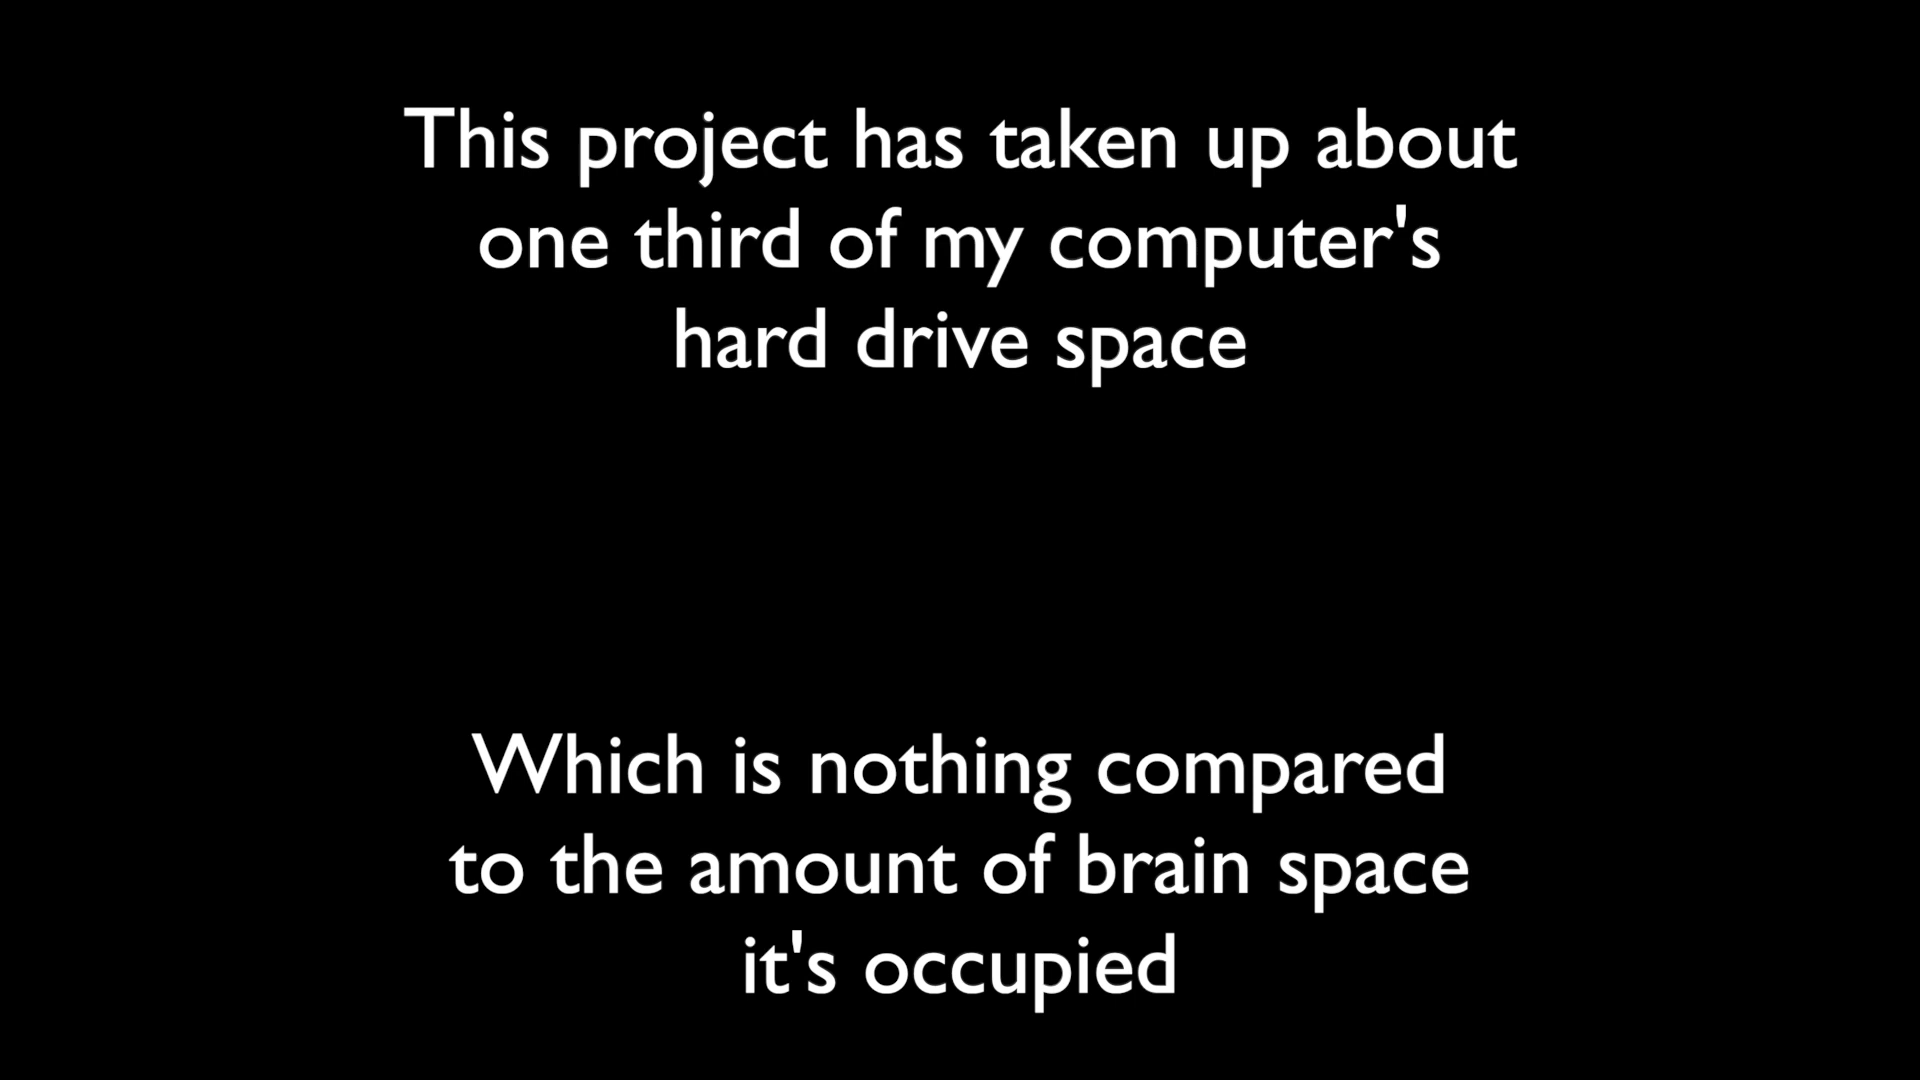 This project has taken up about
one third of my computer's
hard drive space
Which is nothing compared
to the amount of brain space
it's occupied